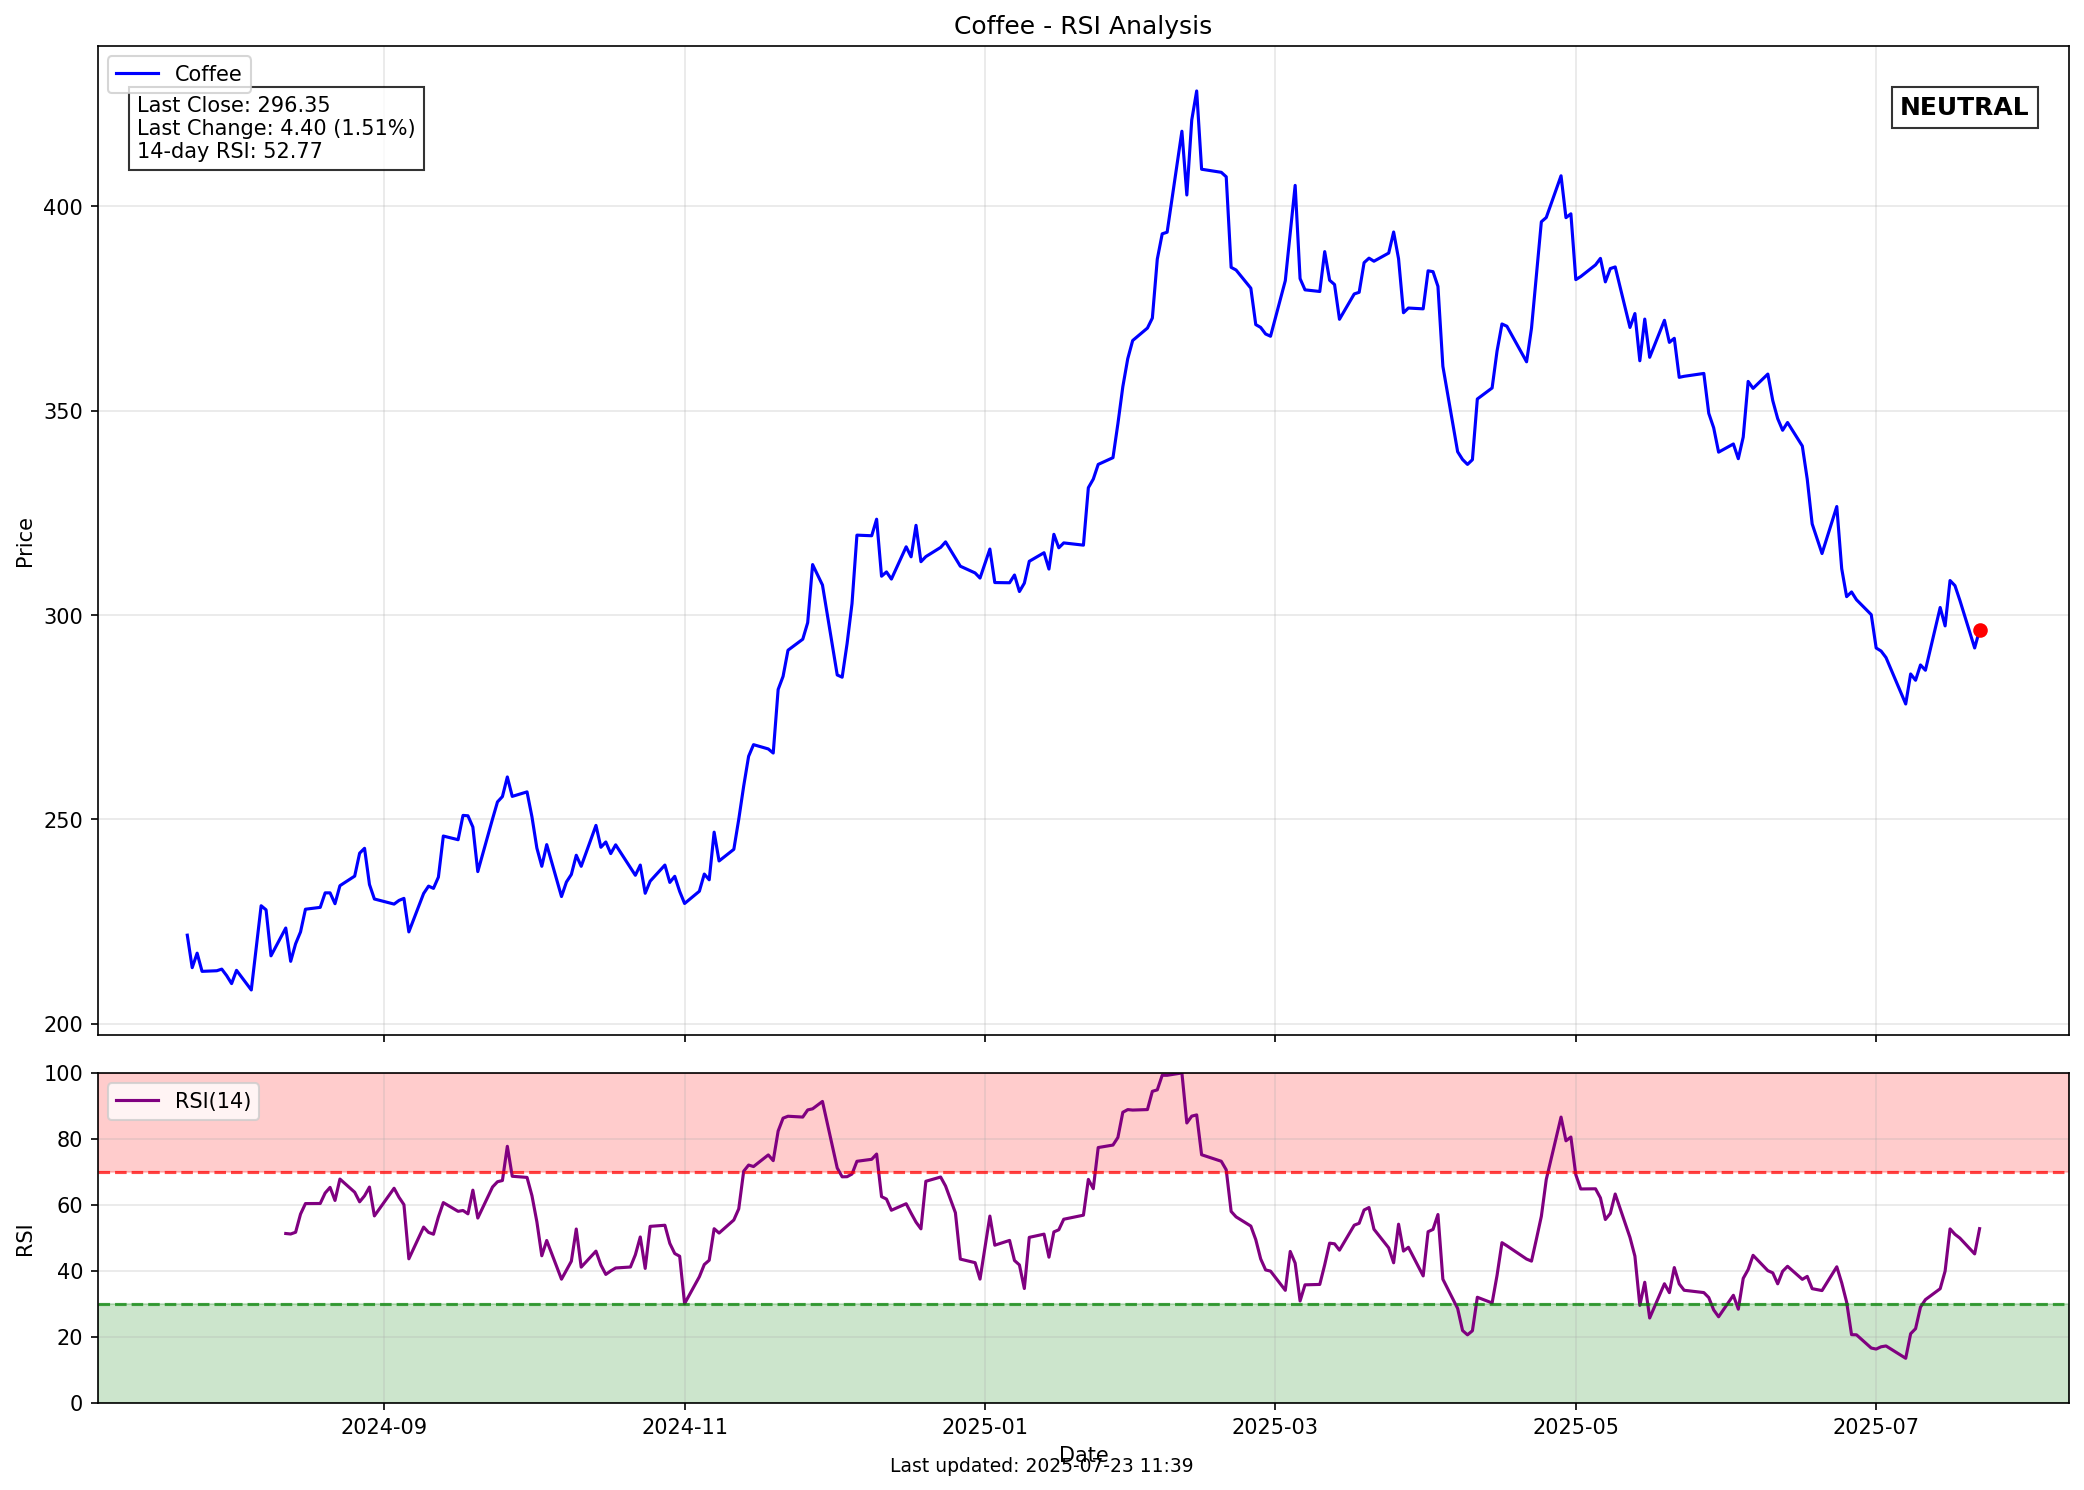 Coffee - RSI Analysis
Coffee
Last Close: 296.35
Last Change: 4.40 (1.51%)
14-day RSI: 52.77
NEUTRAL
Price
400
350
300
250
200
RSI(14)
RSI
100
80
60
40
20
0
2024-09
2024-11
2025-01
2025-03
2025-05
2025-07
Date
Last updated: 2025-07-23 11:39